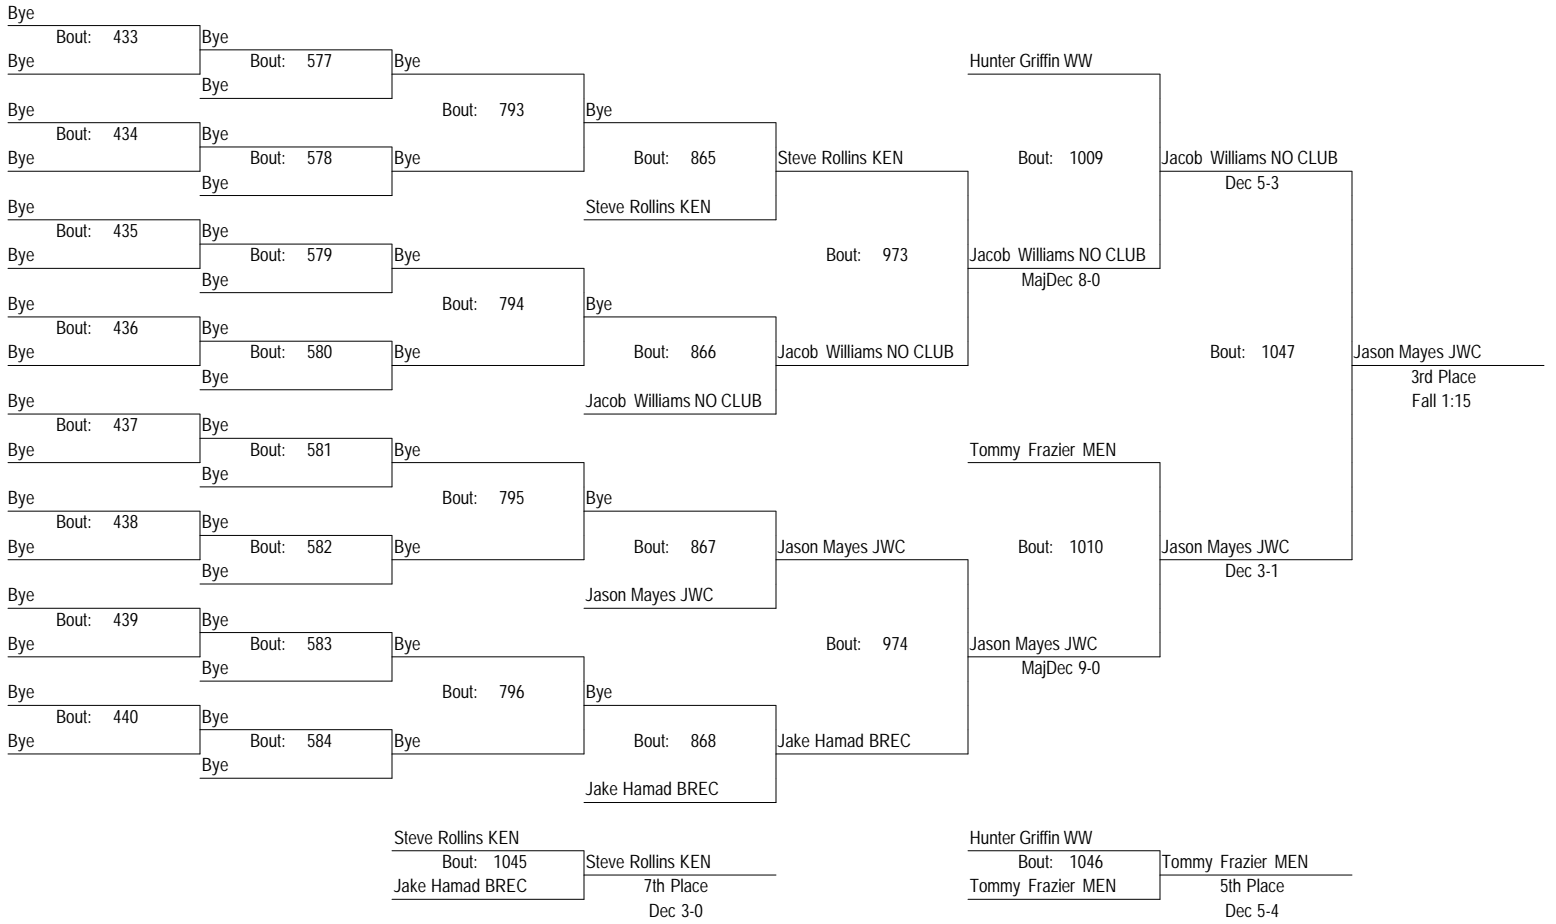 Bye
Bout: 433
Bye
Bye
Bout: 577
Bye
Bye
Hunter Griffin WW
Bye
Bout: 793
Bye
Bye
Bout: 434
Bye
Bye
Bout: 578
Bye
Bye
Bout: 865
Steve Rollins KEN
Bout: 1009
Jacob Williams NO CLUB
Dec 5-3
Bye
Steve Rollins KEN
Bout: 435
Bye
Bye
Bout: 579
Bye
Bye
Bout: 973
Jacob Williams NO CLUB
MajDec 8-0
Bye
Bout: 794
Bye
Bout: 436
Bye
Bye
Bout: 580
Bye
Bye
Bout: 866
Jacob Williams NO CLUB
Bout: 1047
Jason Mayes JWC
3rd Place
Fall 1:15
Bye
Jacob Williams NO CLUB
Bout: 437
Bye
Bye
Bout: 581
Bye
Bye
Tommy Frazier MEN
Bye
Bout: 795
Bye
Bout: 438
Bye
Bye
Bout: 582
Bye
Bye
Bout: 867
Jason Mayes JWC
Bout: 1010
Jason Mayes JWC
Dec 3-1
Bye
Jason Mayes JWC
Bout: 439
Bye
Bye
Bout: 583
Bye
Bye
Bout: 974
Jason Mayes JWC
MajDec 9-0
Bye
Bout: 796
Bye
Bout: 440
Bye
Bye
Bout: 584
Bye
Bye
Bout: 868
Jake Hamad BREC
Jake Hamad BREC
Steve Rollins KEN
Bout: 1045
Jake Hamad BREC
Steve Rollins KEN
7th Place
Dec 3-0
Hunter Griffin WW
Bout: 1046
Tommy Frazier MEN
Tommy Frazier MEN
5th Place
Dec 5-4